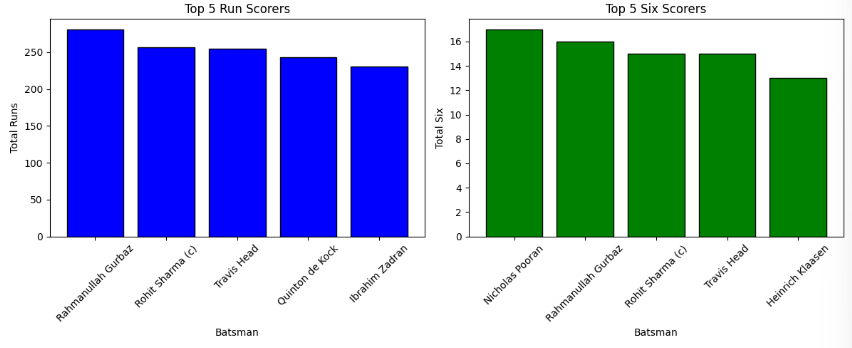 Top 5 Run Scorers
Total Runs
250
200
150
100
50
0
Rahmanullah Gurbaz
Rohit Sharma (c)
Travis Head
Quinton de Kock
Ibrahim Zadran
Batsman
Top 5 Six Scorers
Total Six
16
14
12
10
8
6
4
2
0
Nicholas Pooran
Rahmanullah Gurbaz
Rohit Sharma (c)
Travis Head
Heinrich Klaasen
Batsman